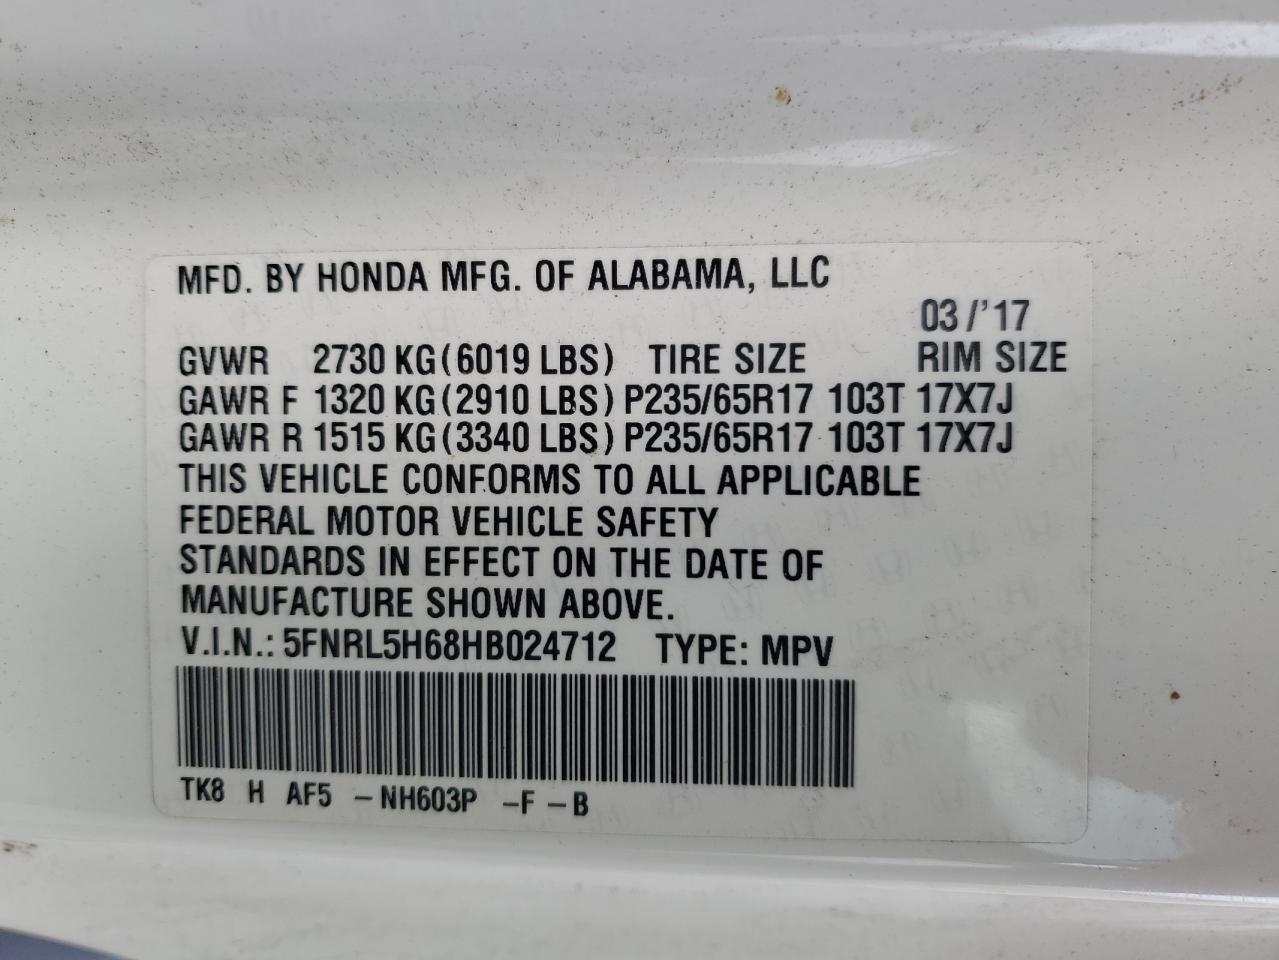 MFD. BY HONDA MFG. OF ALABAMA, LLC
03 /'17
GVWR 2730 KG (6019 LBS) TIRE SIZE RIM SIZE
GAWR F 1320 KG (2910 LBS) P235/65R17 103T 17X7J
GAWR R 1515 KG (3340 LBS) P235/65R17 103T 17X7J
THIS VEHICLE CONFORMS TO ALL APPLICABLE
FEDERAL MOTOR VEHICLE SAFETY
STANDARDS IN EFFECT ON THE DATE OF
MANUFACTURE SHOWN ABOVE.
V.I.N.: 5FNRL5H68HB024712 TYPE: MPV
TK8 H AF5 – NH603P – F – B